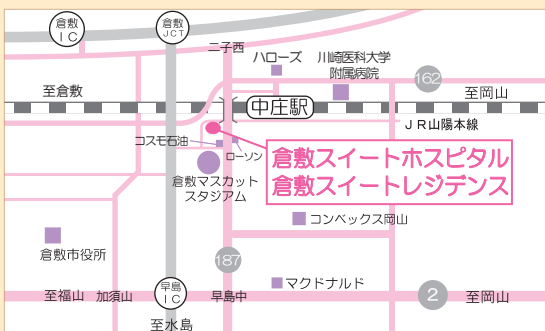 倉敷
IC
倉敷
JCT
二子西
ハローズ
川崎医科大学
附属病院
162
至倉敷
中庄駅
至岡山
JR山陽本線
コスモ石油
ローソン
倉敷スイートホスピタル
倉敷スイートレジデンス
倉敷マスカット
スタジアム
コンベックス岡山
倉敷市役所
187
マクドナルド
早島
IC
至福山
加須山
早島中
2
至岡山
至水島